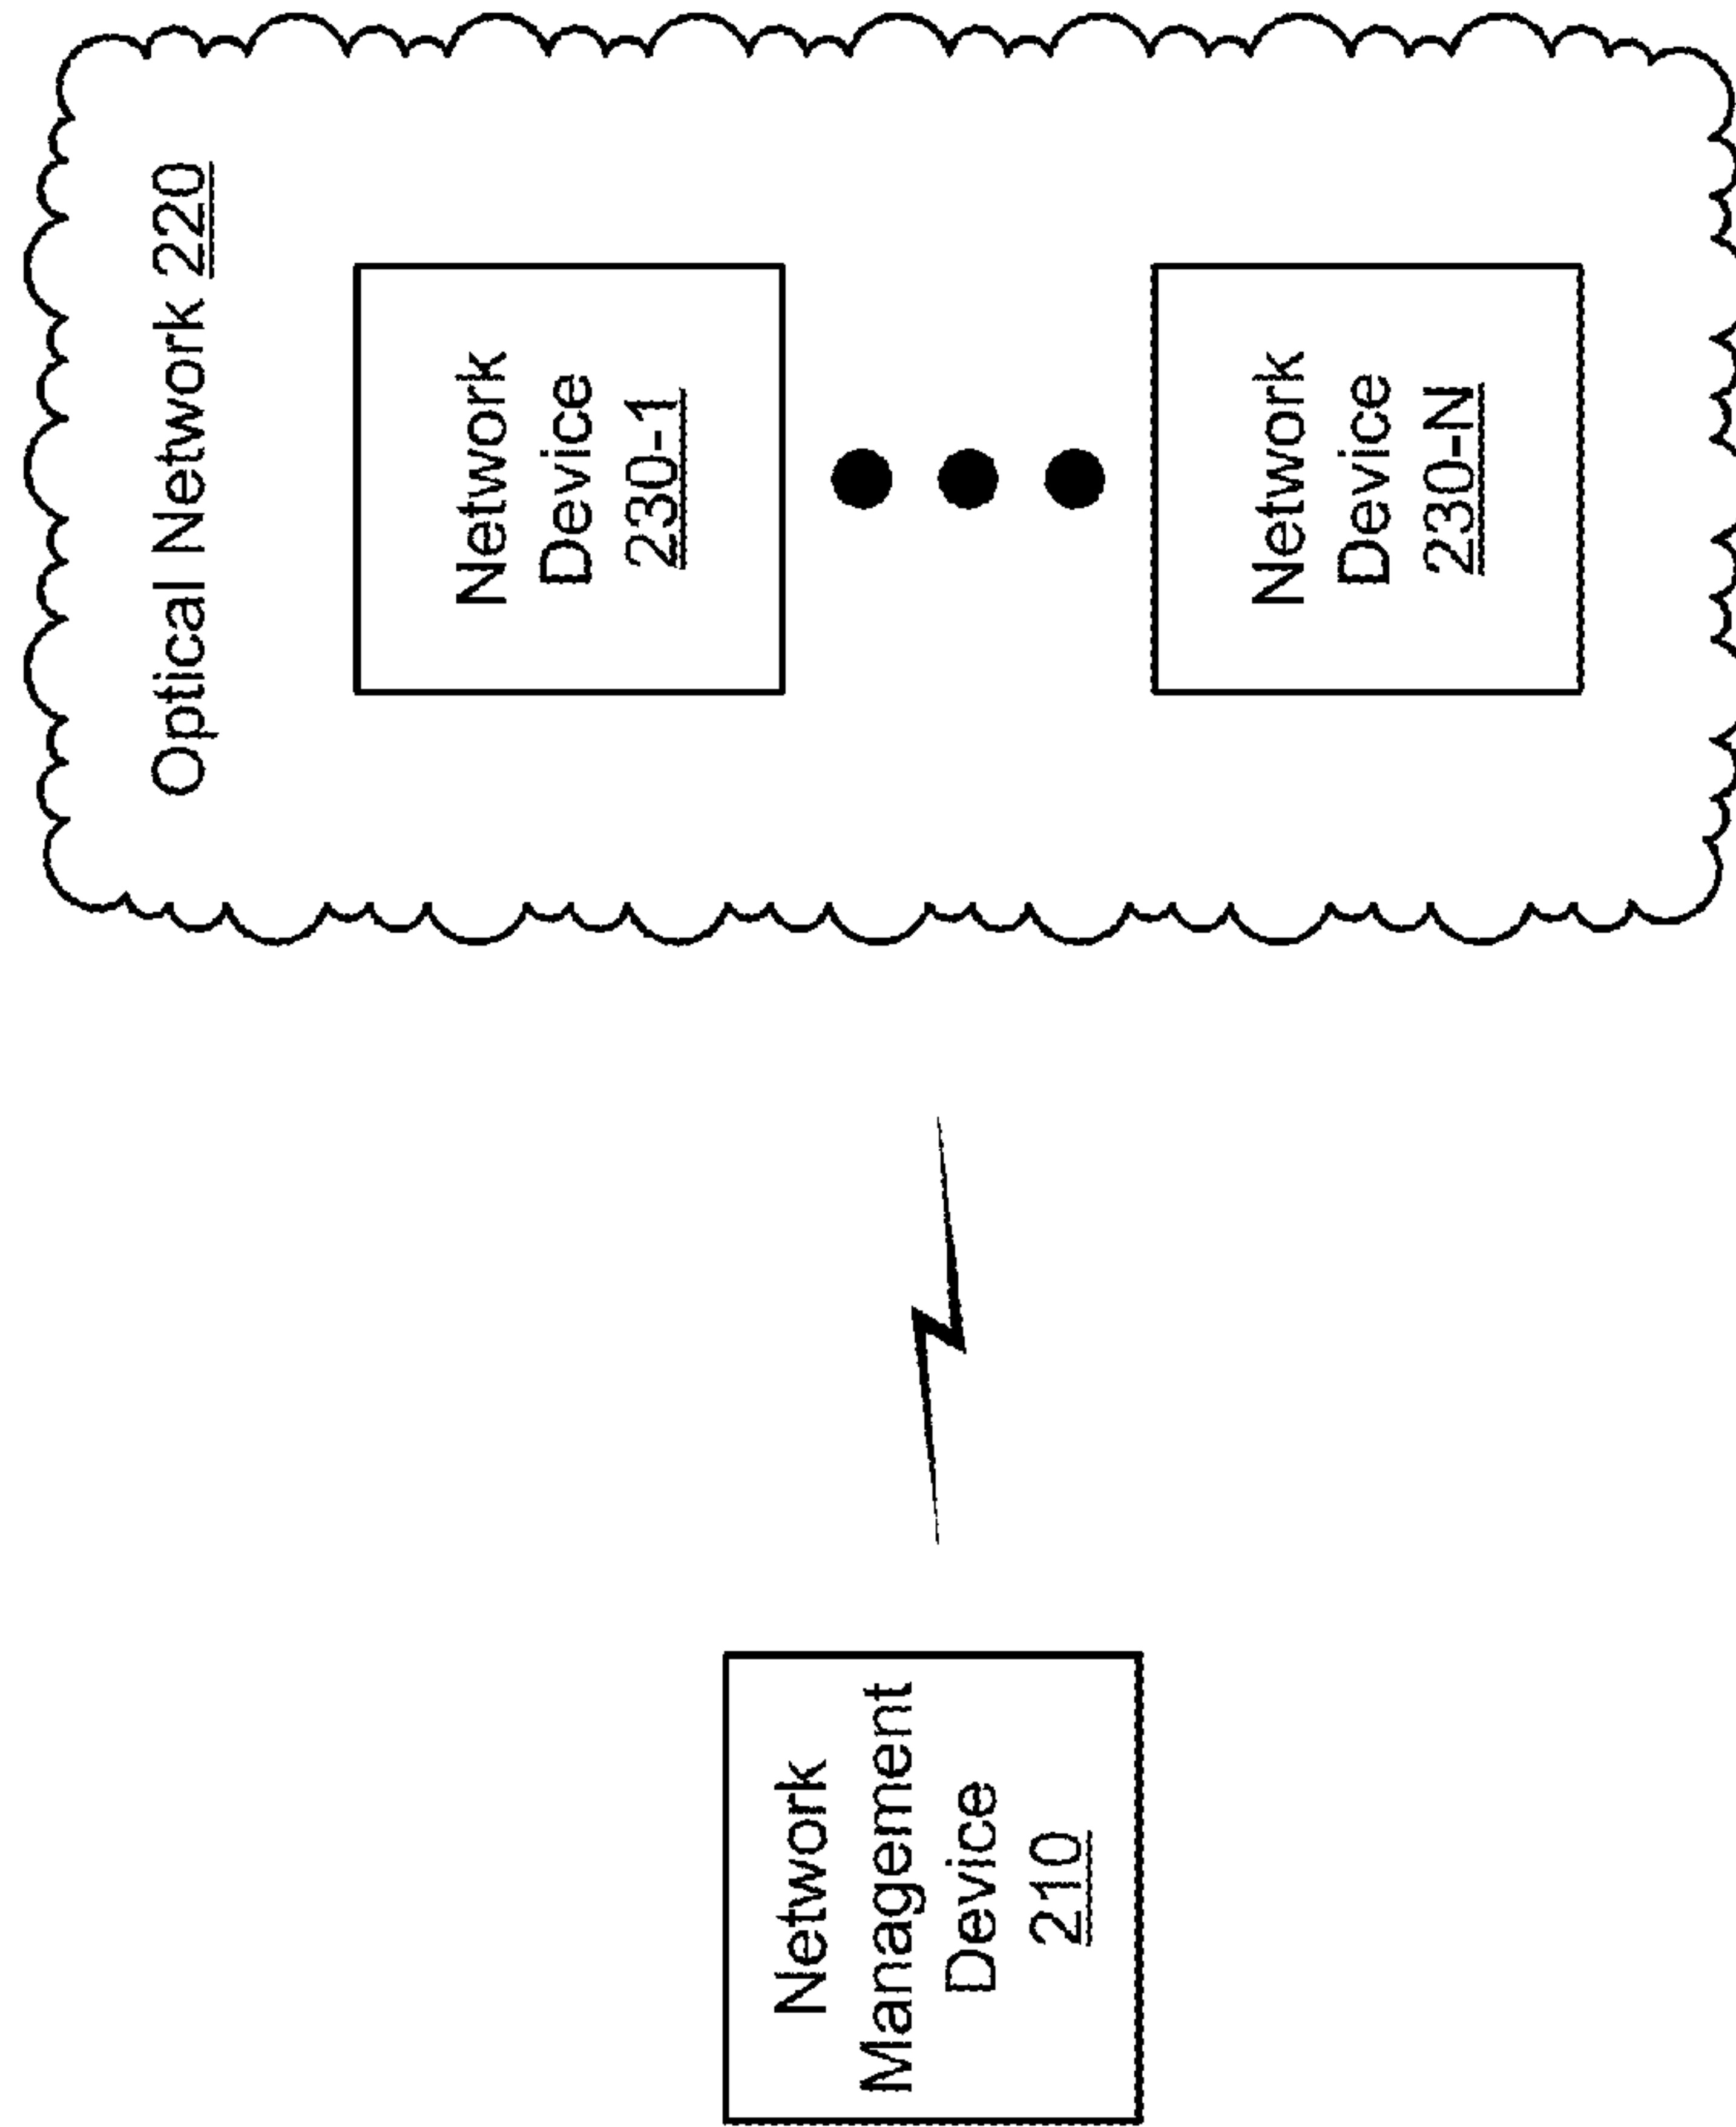 Optical Network 220
Network
Device
230-1
Network
Device
230-N
Network
Management
Device
210